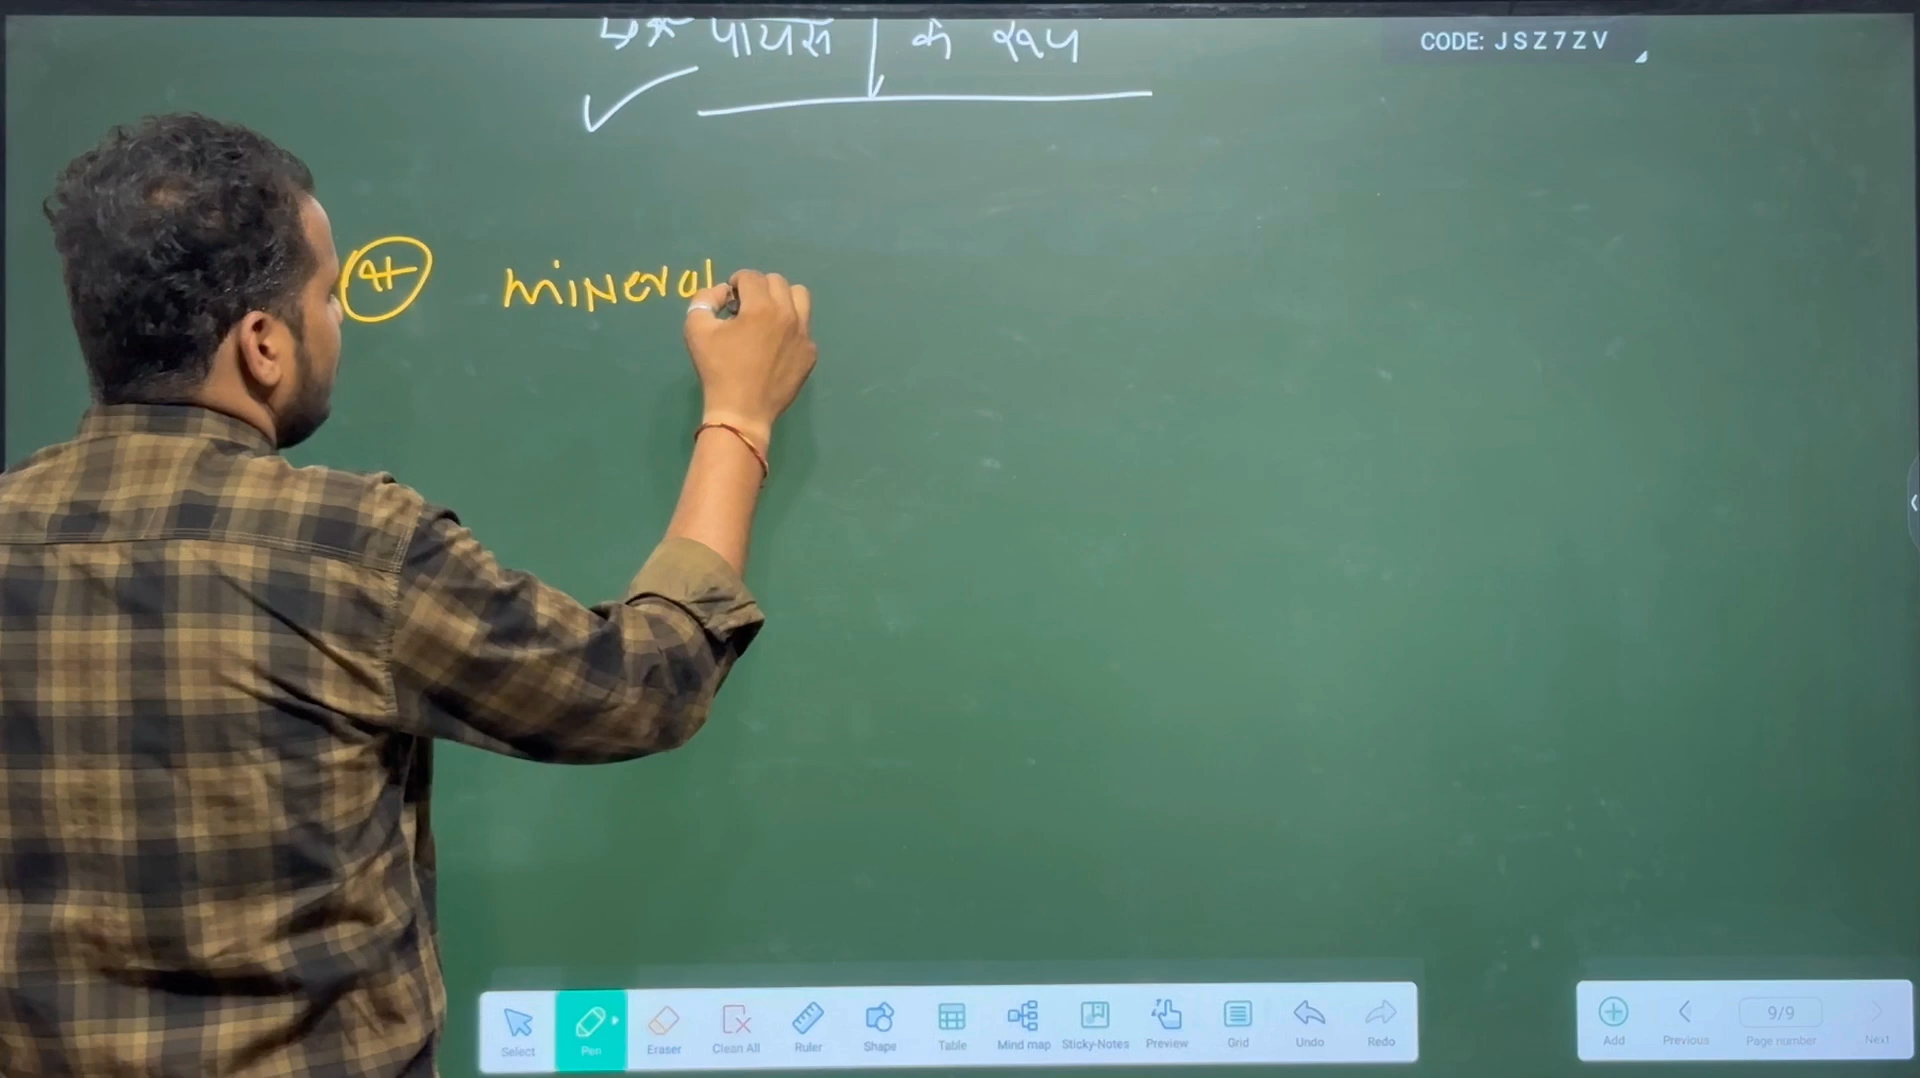 पायस | के रूप
CODE: JSZ7ZV
# mineral
Select Pen Eraser Clean All Ruler Shape Table Mind map Sticky-Notes Preview Grid Undo Redo
Add Previous 9/9 Page number Next